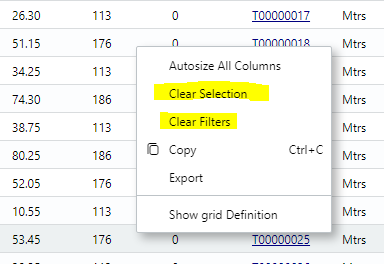 26.30 113 0 T00000017 Mtrs
51.15 176 0 T00000018 Mtrs
34.25 113 Mtrs
74.30 186 Mtrs
38.75 113 Mtrs
80.25 186 Mtrs
52.05 176 Mtrs
10.55 113 Mtrs
53.45 176 0 T00000025 Mtrs
Autosize All Columns
Clear Selection
Clear Filters
Copy Ctrl+C
Export
Show grid Definition